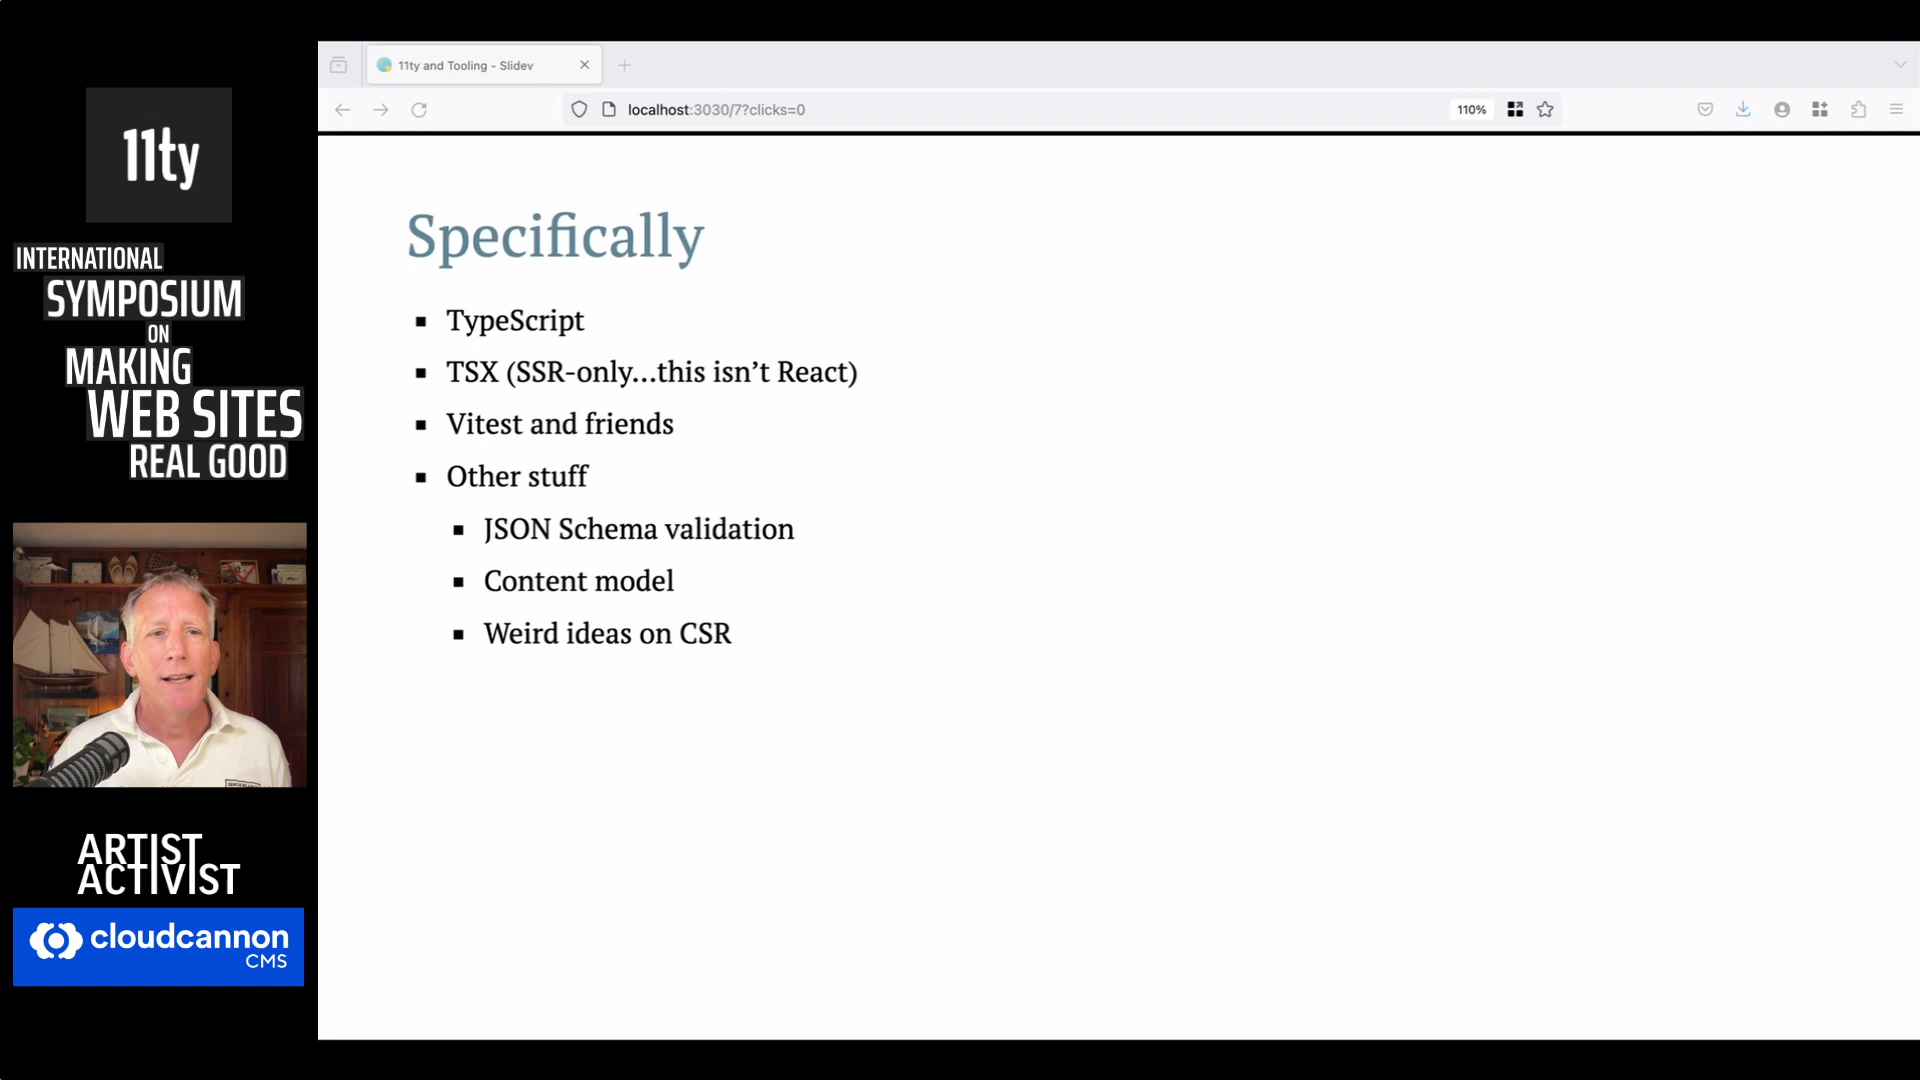 11ty
INTERNATIONAL
SYMPOSIUM
ON
MAKING
WEB SITES
REAL GOOD
ARTIST
ACTIVIST
cloudcannon
CMS
11ty and Tooling - Slidev
localhost:3030/7?clicks=0
110%
Specifically
TypeScript
TSX (SSR-only...this isn’t React)
Vitest and friends
Other stuff
JSON Schema validation
Content model
Weird ideas on CSR